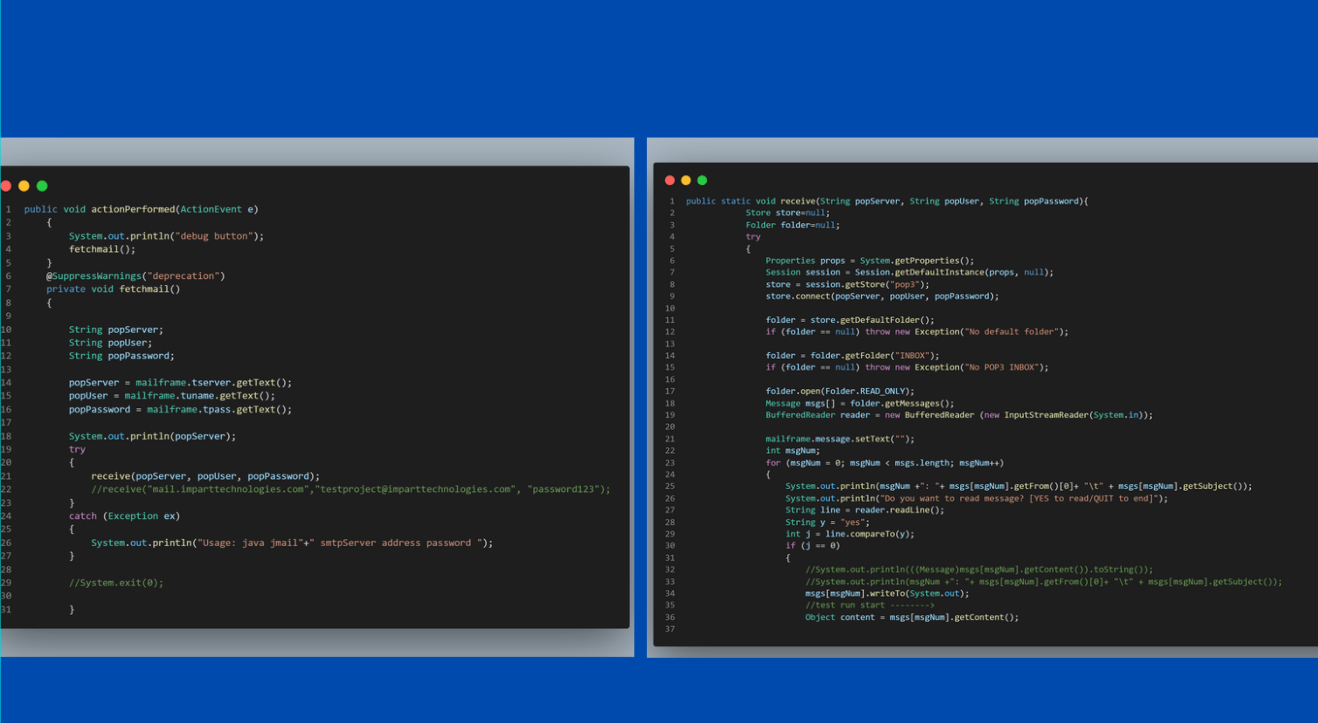 1 public void actionPerformed(ActionEvent e)
2 {
3 System.out.println("debug button");
4 fetchmail();
5 }
6 @SuppressWarnings("deprecation")
7 private void fetchmail()
8 {
9
10 String popServer;
11 String popUser;
12 String popPassword;
13
14 popServer = mailframe.tserver.getText();
15 popUser = mailframe.tuname.getText();
16 popPassword = mailframe.tpass.getText();
17
18 System.out.println(popServer);
19 try
20 {
21 receive(popServer, popUser, popPassword);
22 //receive("mail.imparttechnologies.com","testproject@imparttechnologies.com", "password123");
23 }
24 catch (Exception ex)
25 {
26 System.out.println("Usage: java jmail"+" smtpServer address password ");
27 }
28
29 //System.exit(0);
30
31 }
1 public static void receive(String popServer, String popUser, String popPassword){
2 Store store=null;
3 Folder folder=null;
4 try
5 {
6 Properties props = System.getProperties();
7 Session session = Session.getDefaultInstance(props, null);
8 store = session.getStore("pop3");
9 store.connect(popServer, popUser, popPassword);
10
11 folder = store.getDefaultFolder();
12 if (folder == null) throw new Exception("No default folder");
13
14 folder = folder.getFolder("INBOX");
15 if (folder == null) throw new Exception("No POP3 INBOX");
16
17 folder.open(Folder.READ_ONLY);
18 Message msgs[] = folder.getMessages();
19 BufferedReader reader = new BufferedReader (new InputStreamReader(System.in));
20
21 mailframe.message.setText("");
22 int msgNum;
23 for (msgNum = 0; msgNum < msgs.length; msgNum++)
24 {
25 System.out.println(msgNum +": "+ msgs[msgNum].getFrom()[0]+ "\t" + msgs[msgNum].getSubject());
26 System.out.println("Do you want to read message? [YES to read/QUIT to end]");
27 String line = reader.readLine();
28 String y = "yes";
29 int j = line.compareTo(y);
30 if (j == 0)
31 {
32 //System.out.println(((Message)msgs[msgNum].getContent()).toString());
33 //System.out.println(msgNum +": "+ msgs[msgNum].getFrom()[0]+ "\t" + msgs[msgNum].getSubject());
34 msgs[msgNum].writeTo(System.out);
35 //test run start -------->
36 Object content = msgs[msgNum].getContent();
37